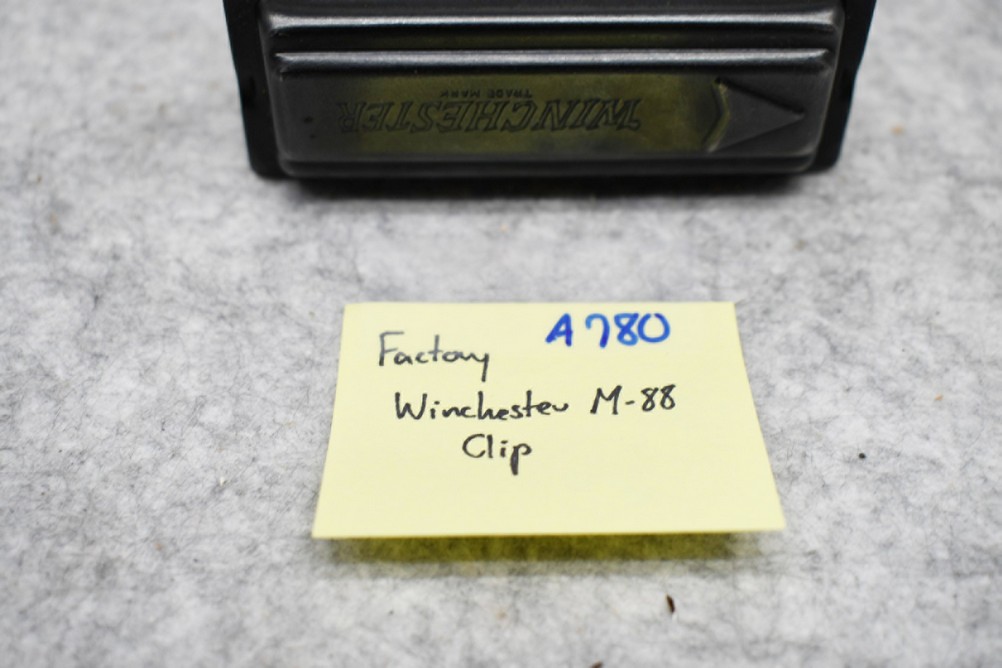 WINCHESTER
TRADE MARK
A780
Factory
Winchester M-88
Clip